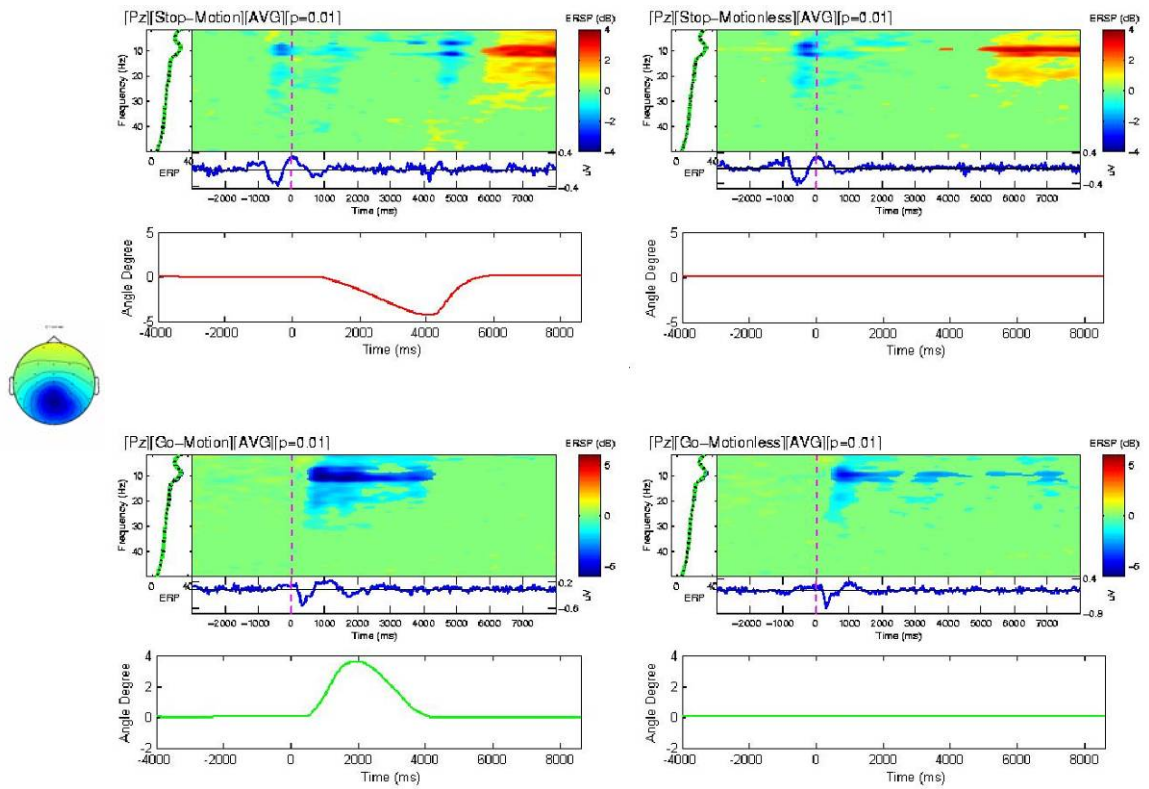 [Pz][Stop-Motion][AVG][p=0.01]
ERSP (dB)
Frequency (Hz)
10
20
30
40
4
2
0
-2
-4
0
40
ERP
0.4
-0.4
uV
-2000 -1000 0 1000 2000 3000 4000 5000 6000 7000
Time (ms)
Angle Degree
5
0
-5
-4000 -2000 0 2000 4000 6000 8000
Time (ms)
[Pz][Stop-Motionless][AVG][p=0.01]
ERSP (dB)
Frequency (Hz)
10
20
30
40
4
2
0
-2
-4
0
40
ERP
0.4
-0.4
uV
-2000 -1000 0 1000 2000 3000 4000 5000 6000 7000
Time (ms)
Angle Degree
5
0
-5
-4000 -2000 0 2000 4000 6000 8000
Time (ms)
[Pz][Go-Motion][AVG][p=0.01]
ERSP (dB)
Frequency (Hz)
10
20
30
40
5
0
-5
0
40
ERP
0.2
-0.6
uV
-2000 -1000 0 1000 2000 3000 4000 5000 6000 7000
Time (ms)
Angle Degree
4
2
0
-2
-4000 -2000 0 2000 4000 6000 8000
Time (ms)
[Pz][Go-Motionless][AVG][p=0.01]
ERSP (dB)
Frequency (Hz)
10
20
30
40
5
0
-5
0
40
ERP
0.4
-0.8
uV
-2000 -1000 0 1000 2000 3000 4000 5000 6000 7000
Time (ms)
Angle Degree
4
2
0
-2
-4000 -2000 0 2000 4000 6000 8000
Time (ms)